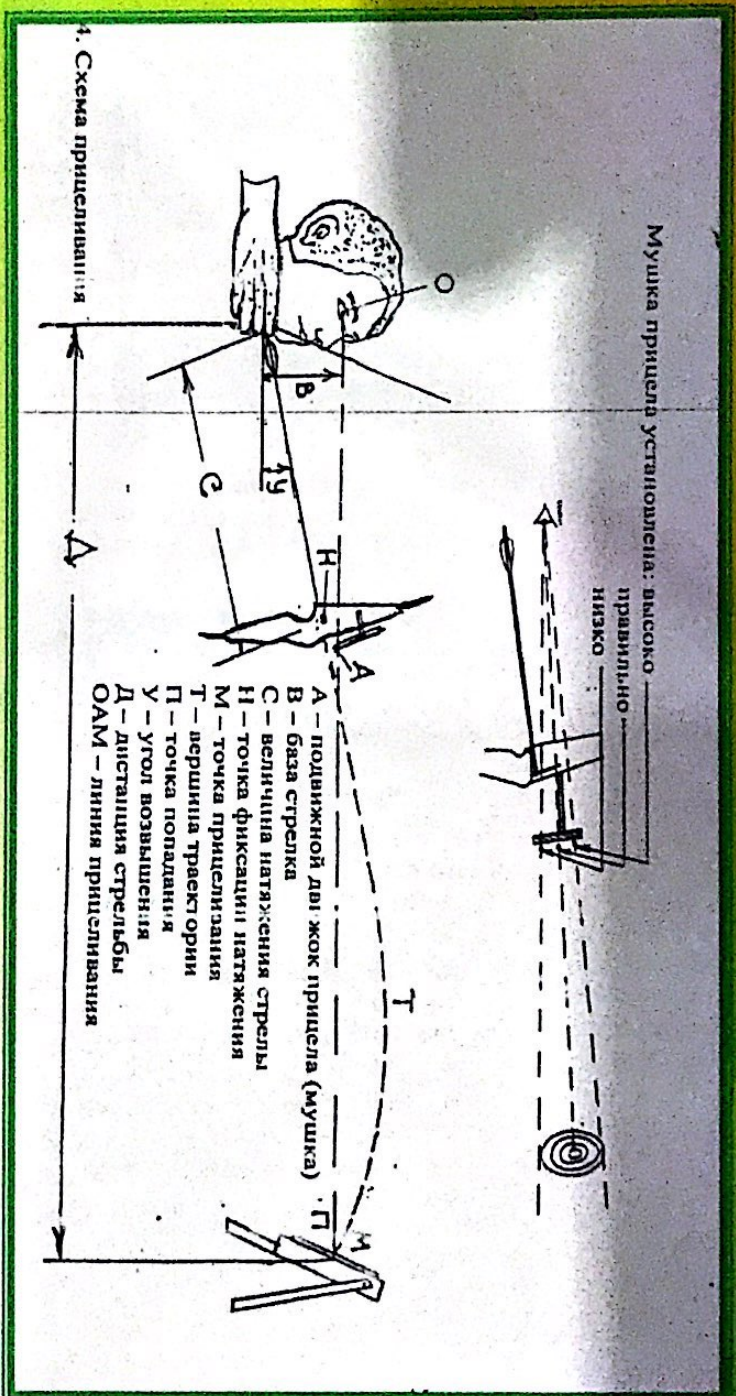 Мушка прицела установлена: высоко
правильно
низко
О
В
У
С
Н
А
Т
П
М
Д
А – подвижной движок прицела (мушка)
В – база стрелка
С – величина натяжения стрелы
Н – точка фиксации натяжения
М – точка прицеливания
Т – вершина траектории
П – точка попадания
У – угол возвышения
Д – дистанция стрельбы
ОАМ – линия прицеливания
4. Схема прицеливания